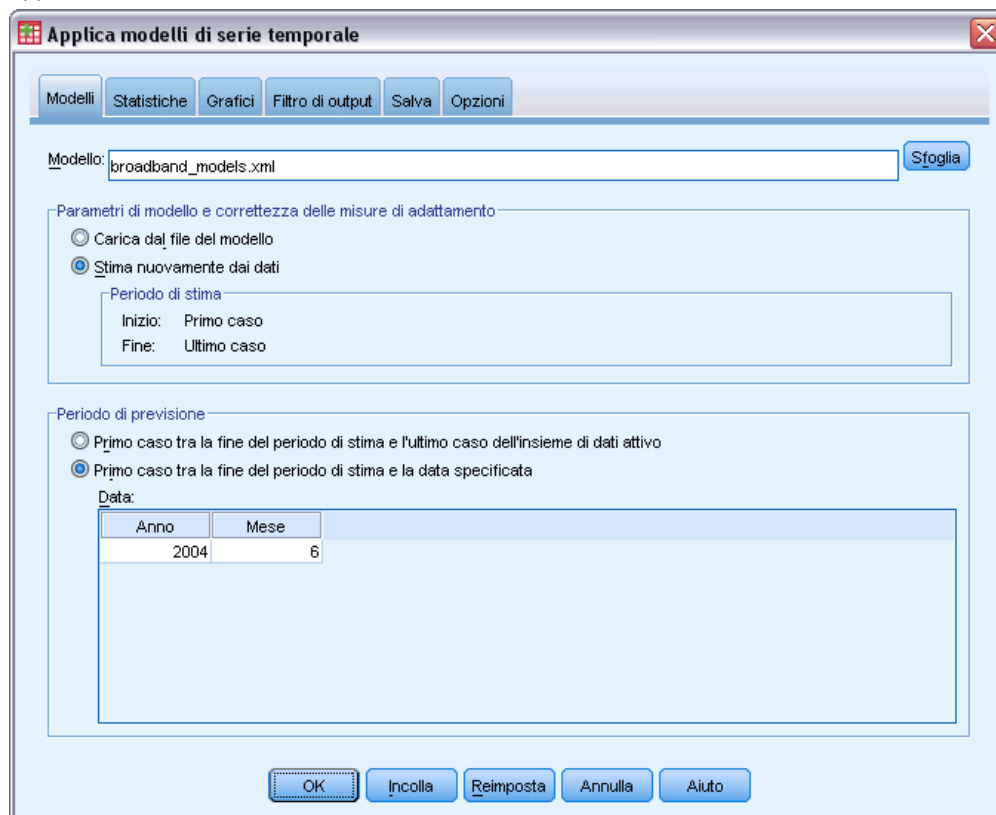 Applica modelli di serie temporale
Modelli Statistiche Grafici Filtro di output Salva Opzioni
Modello: broadband_models.xml Sfoglia
Parametri di modello e correttezza delle misure di adattamento
Carica dal file del modello
Stima nuovamente dai dati
Periodo di stima
Inizio: Primo caso
Fine: Ultimo caso
Periodo di previsione
Primo caso tra la fine del periodo di stima e l'ultimo caso dell'insieme di dati attivo
Primo caso tra la fine del periodo di stima e la data specificata
Data:
Anno Mese
2004 6
OK Incolla Reimposta Annulla Aiuto